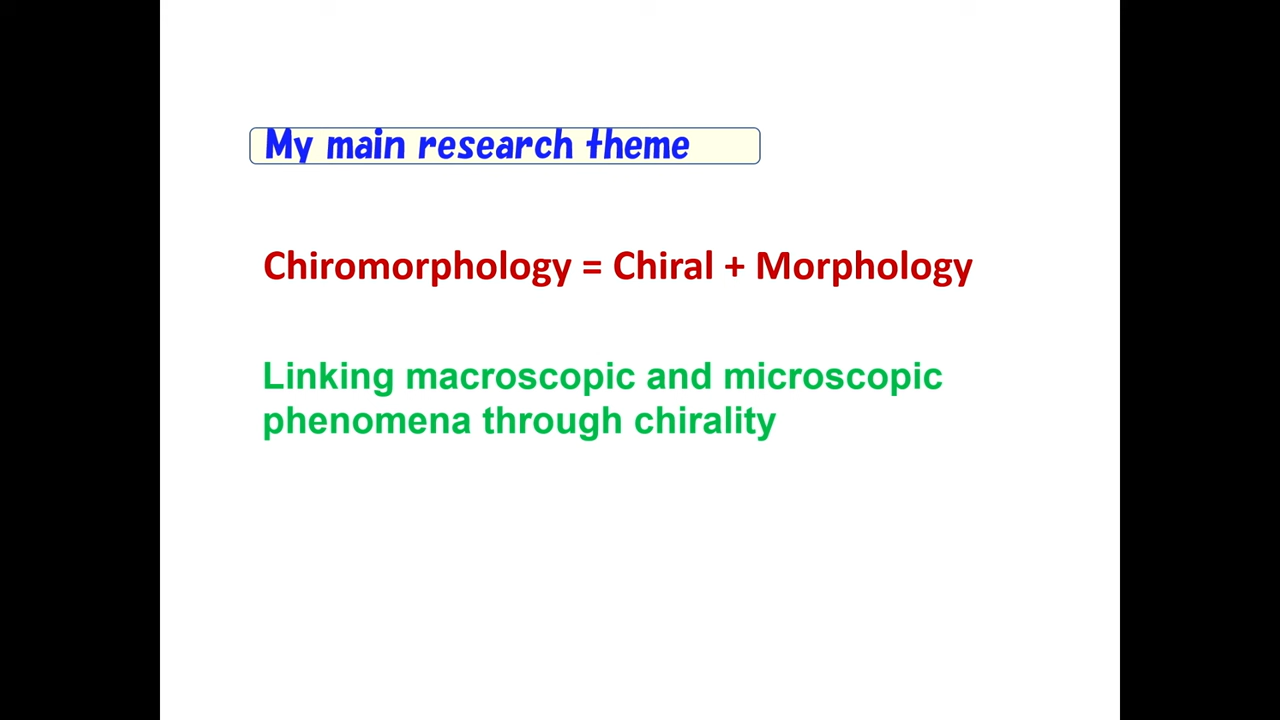 My main research theme
Chiromorphology = Chiral + Morphology
Linking macroscopic and microscopic
phenomena through chirality